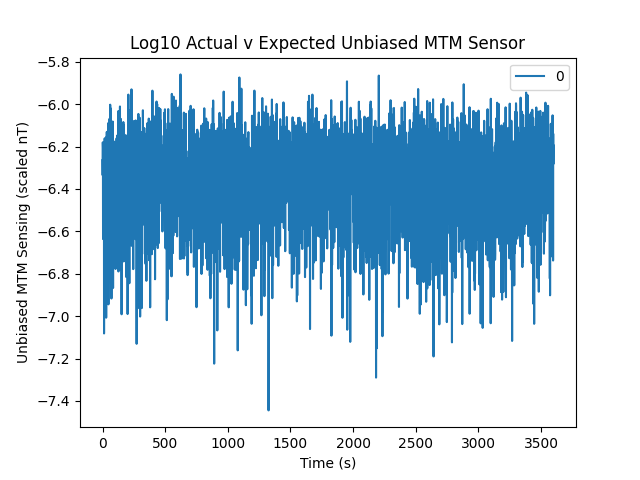 Log10 Actual v Expected Unbiased MTM Sensor
0
Unbiased MTM Sensing (scaled nT)
−5.8
−6.0
−6.2
−6.4
−6.6
−6.8
−7.0
−7.2
−7.4
0 500 1000 1500 2000 2500 3000 3500
Time (s)